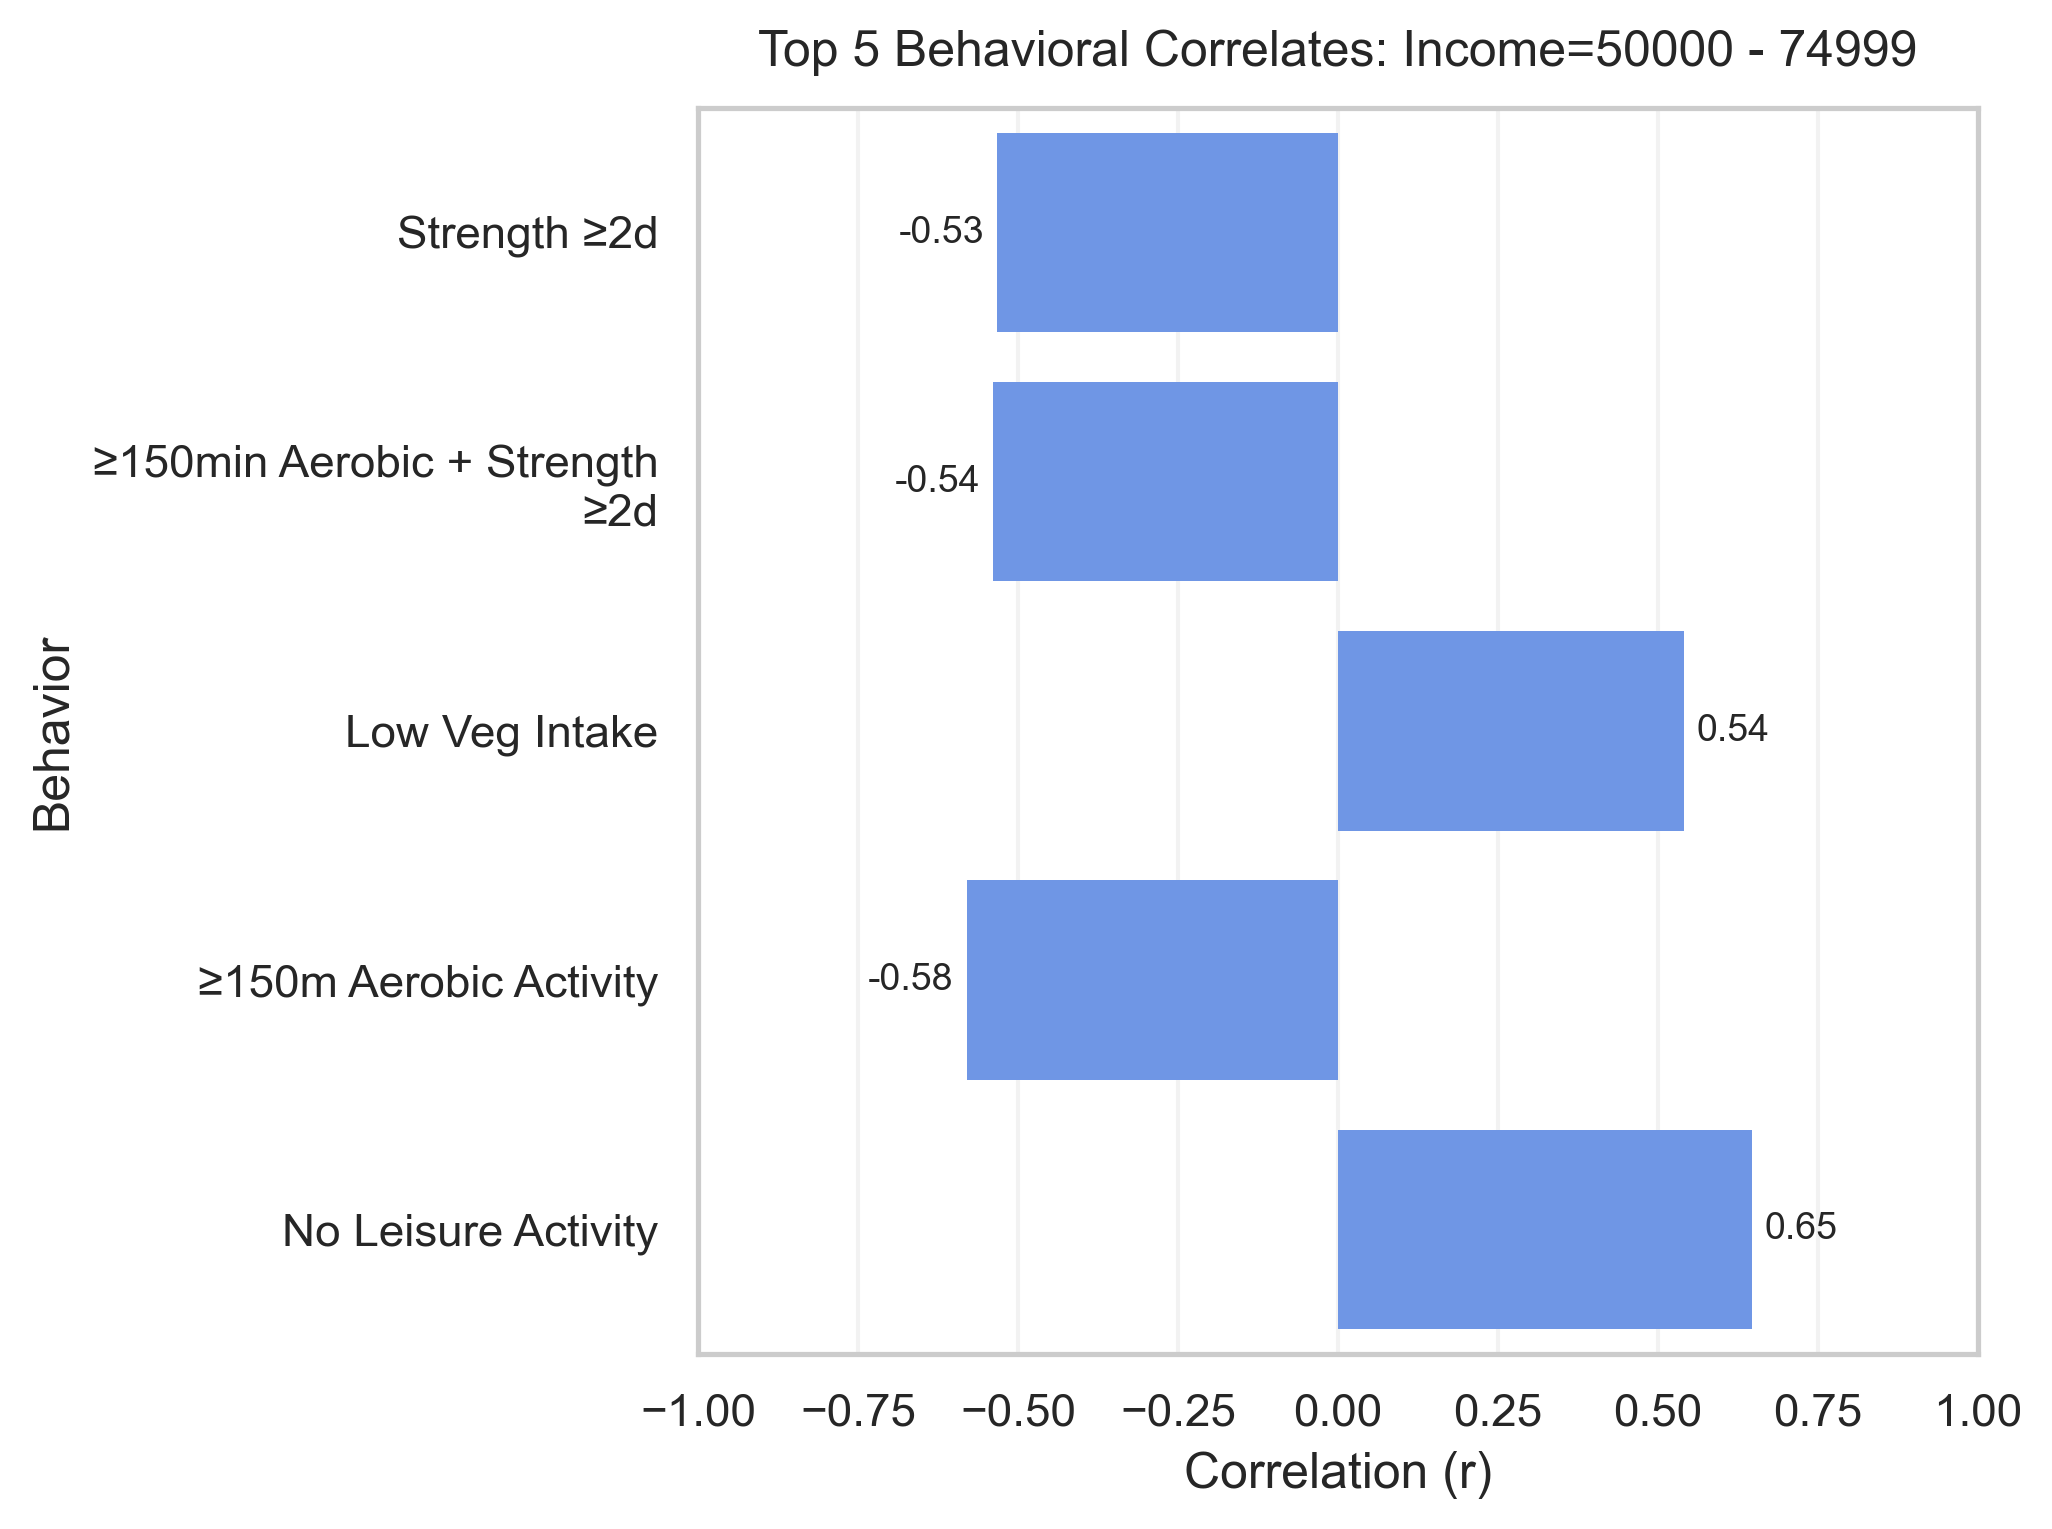 Top 5 Behavioral Correlates: Income=50000 - 74999
Behavior
Strength ≥2d
-0.53
≥150min Aerobic + Strength
≥2d
-0.54
Low Veg Intake
0.54
≥150m Aerobic Activity
-0.58
No Leisure Activity
0.65
−1.00 −0.75 −0.50 −0.25 0.00 0.25 0.50 0.75 1.00
Correlation (r)